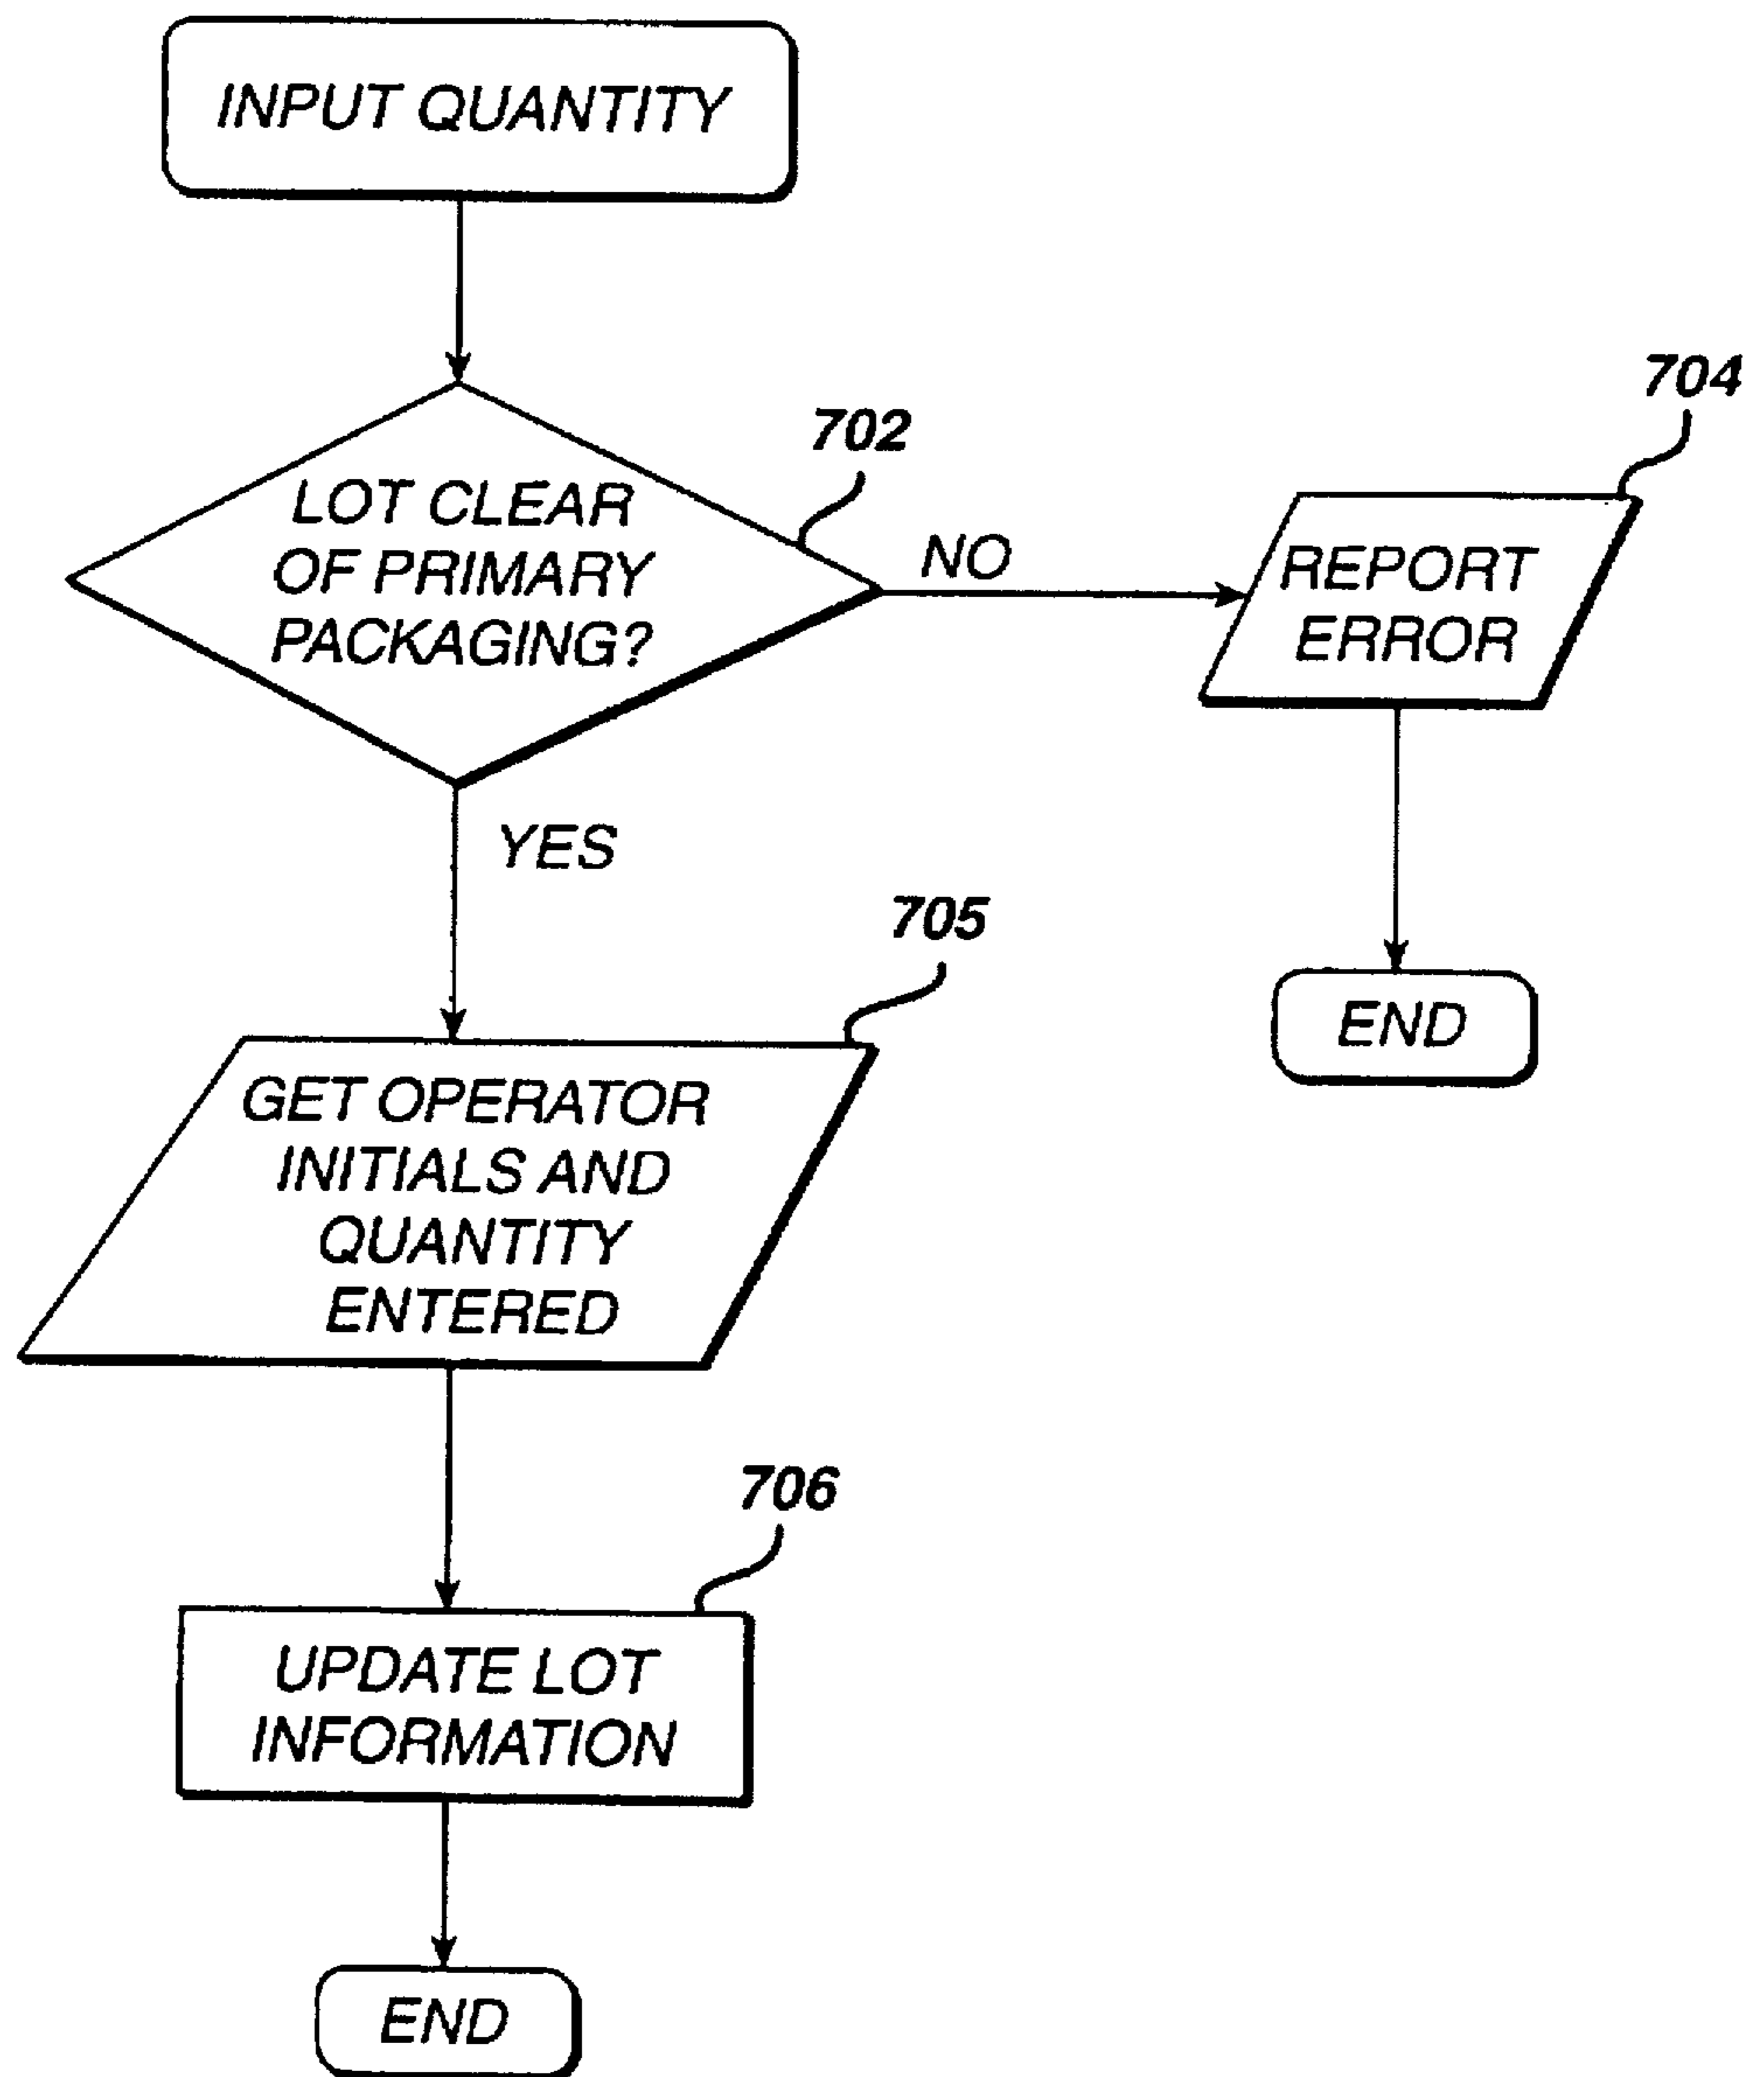 INPUT QUANTITY
702
LOT CLEAR
OF PRIMARY
PACKAGING?
NO
704
REPORT
ERROR
END
YES
705
GET OPERATOR
INITIALS AND
QUANTITY
ENTERED
706
UPDATE LOT
INFORMATION
END